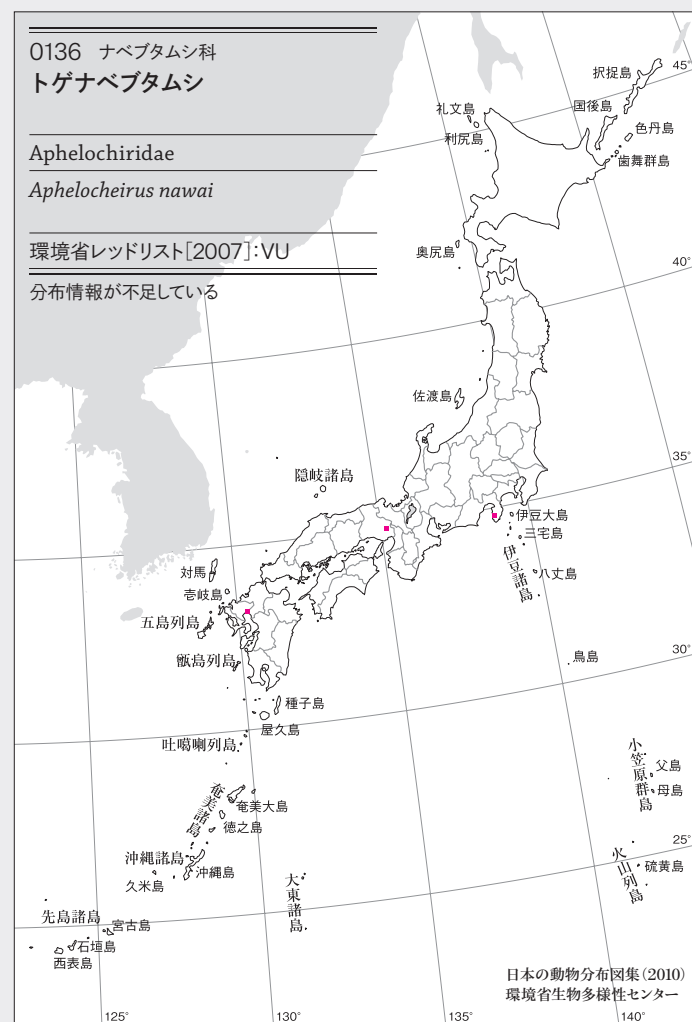 0136 ナベブタムシ科
トゲナベブタムシ
Aphelochiridae
Aphelocheirus nawai
環境省レッドリスト[2007]:VU
分布情報が不足している
択捉島
国後島
色丹島
歯舞群島
礼文島
利尻島
奥尻島
佐渡島
隠岐諸島
伊豆大島
三宅島
伊豆諸島
八丈島
対馬
壱岐島
五島列島
甑島列島
鳥島
種子島
屋久島
吐噶喇列島
小笠原群島
父島
母島
奄美諸島
奄美大島
徳之島
沖縄諸島
沖縄島
久米島
大東諸島
火山列島
硫黄島
先島諸島
宮古島
石垣島
西表島
45°
40°
35°
30°
25°
125°
130°
135°
140°
日本の動物分布図集(2010)
環境省生物多様性センター